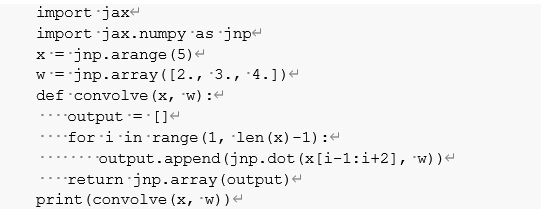 import jax
import jax.numpy as jnp
x = jnp.arange(5)
w = jnp.array([2., 3., 4.])
def convolve(x, w):
    output = []
    for i in range(1, len(x)-1):
        output.append(jnp.dot(x[i-1:i+2], w))
    return jnp.array(output)
print(convolve(x, w))